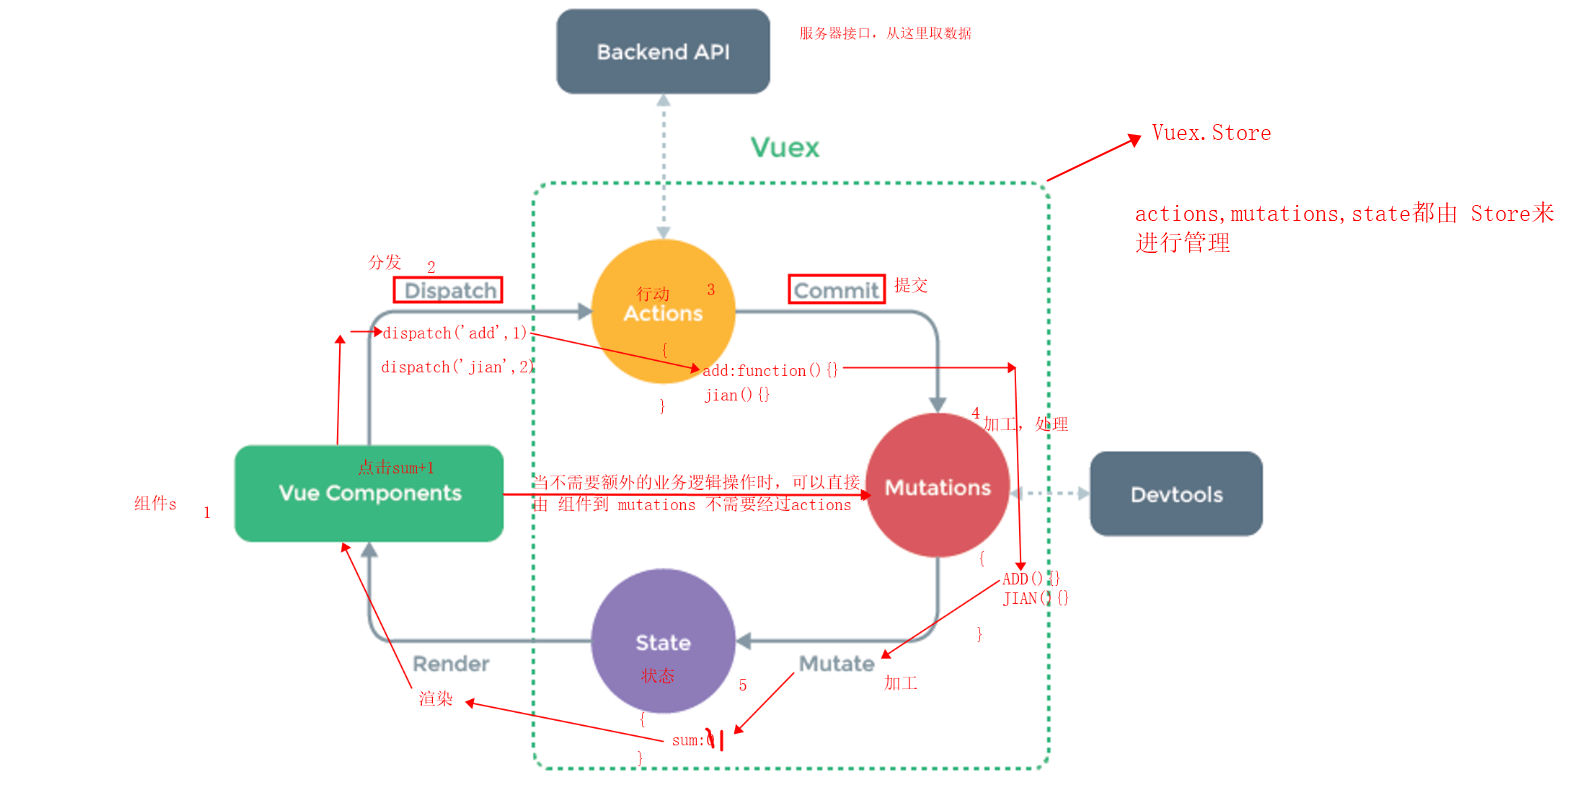 Backend API
服务器接口，从这里取数据
Vuex
Vuex.Store
actions,mutations,state都由 Store来
进行管理
分发
2
Dispatch
行动
3
Actions
Commit
提交
dispatch('add',1)
dispatch('jian',2)
{
add:function(){}
jian(){}
}
4
加工，处理
点击sum+1
Vue Components
组件s
1
当不需要额外的业务逻辑操作时，可以直接
由 组件到 mutations 不需要经过actions
Mutations
Devtools
{
ADD(){}
JIAN(){}
}
State
状态
5
Render
渲染
Mutate
加工
{
sum:
}